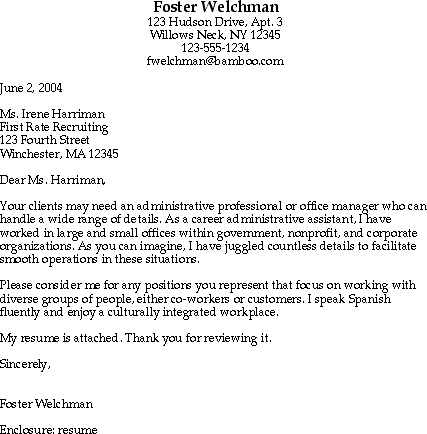 Foster Welchman
123 Hudson Drive, Apt. 3
Willows Neck, NY 12345
123-555-1234
fwelchman@bamboo.com
June 2, 2004
Ms. Irene Harriman
First Rate Recruiting
123 Fourth Street
Winchester, MA 12345
Dear Ms. Harriman,
Your clients may need an administrative professional or office manager who can
handle a wide range of details. As a career administrative assistant, I have
worked in large and small offices within government, nonprofit, and corporate
organizations. As you can imagine, I have juggled countless details to facilitate
smooth operations in these situations.
Please consider me for any positions you represent that focus on working with
diverse groups of people, either co-workers or customers. I speak Spanish
fluently and enjoy a culturally integrated workplace.
My resume is attached. Thank you for reviewing it.
Sincerely,
Foster Welchman
Enclosure: resume